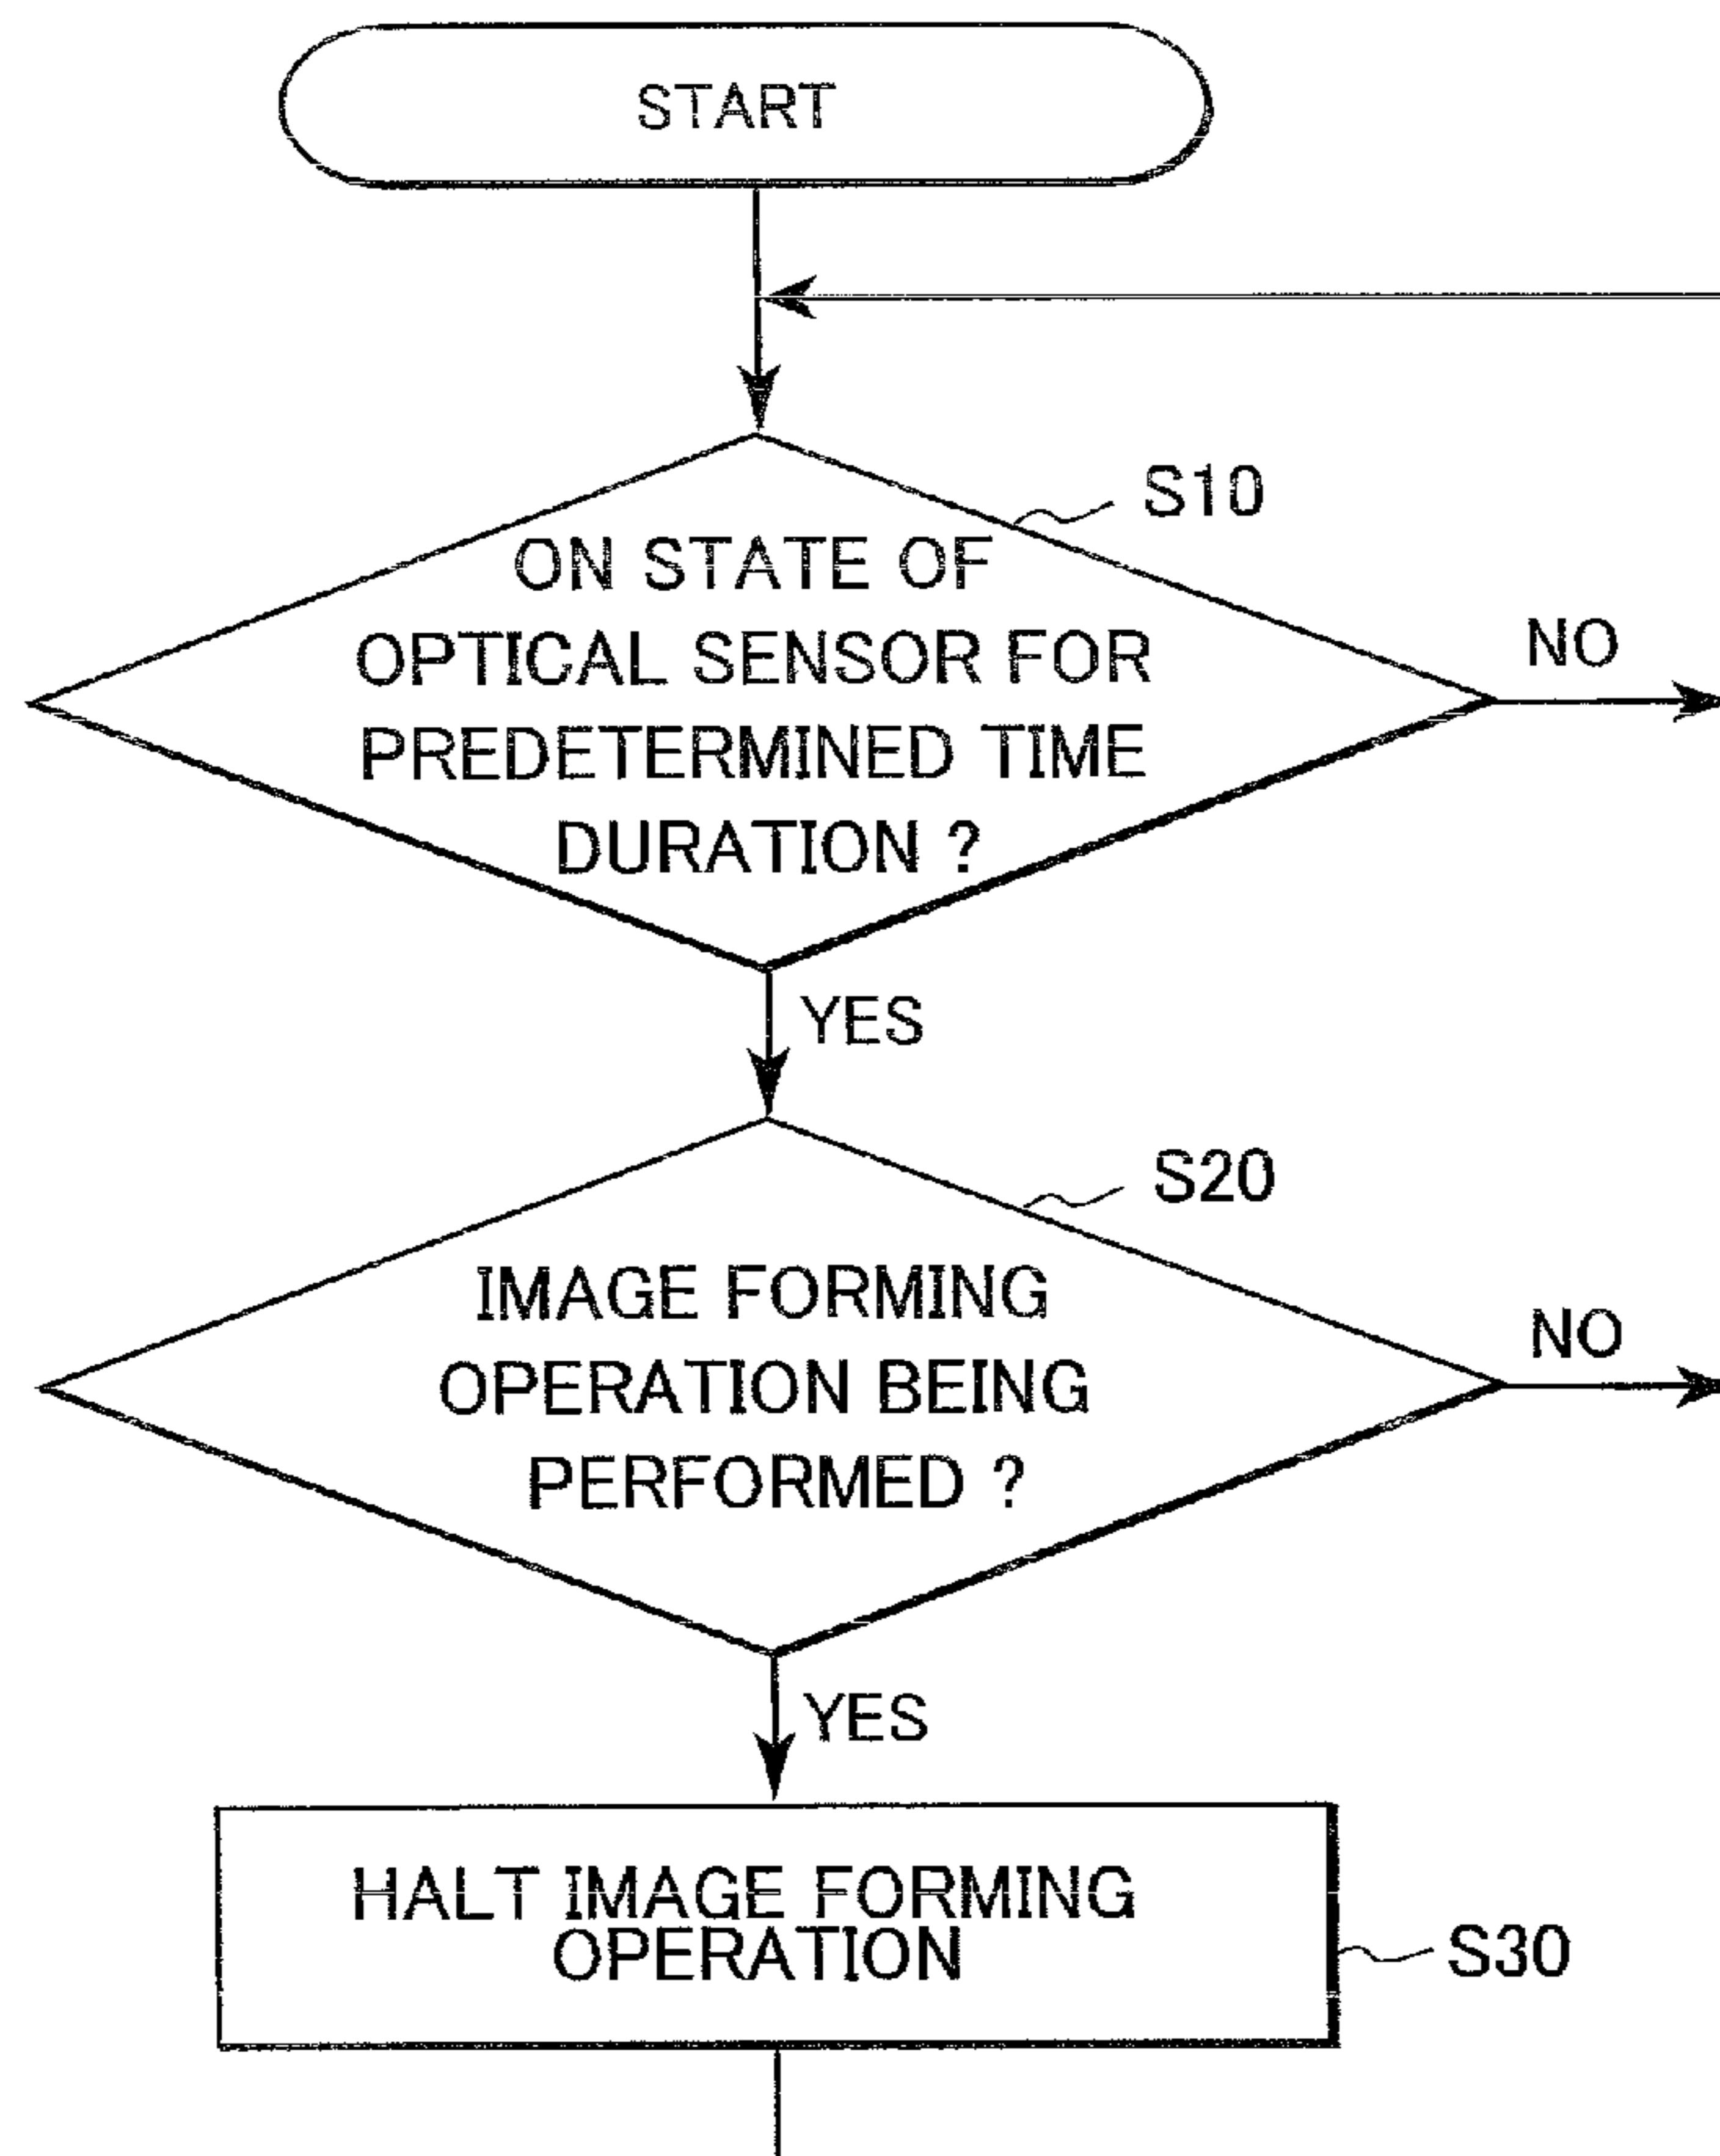 START
S10
ON STATE OF
OPTICAL SENSOR FOR
PREDETERMINED TIME
DURATION ?
NO
YES
S20
IMAGE FORMING
OPERATION BEING
PERFORMED ?
NO
YES
HALT IMAGE FORMING
OPERATION
S30